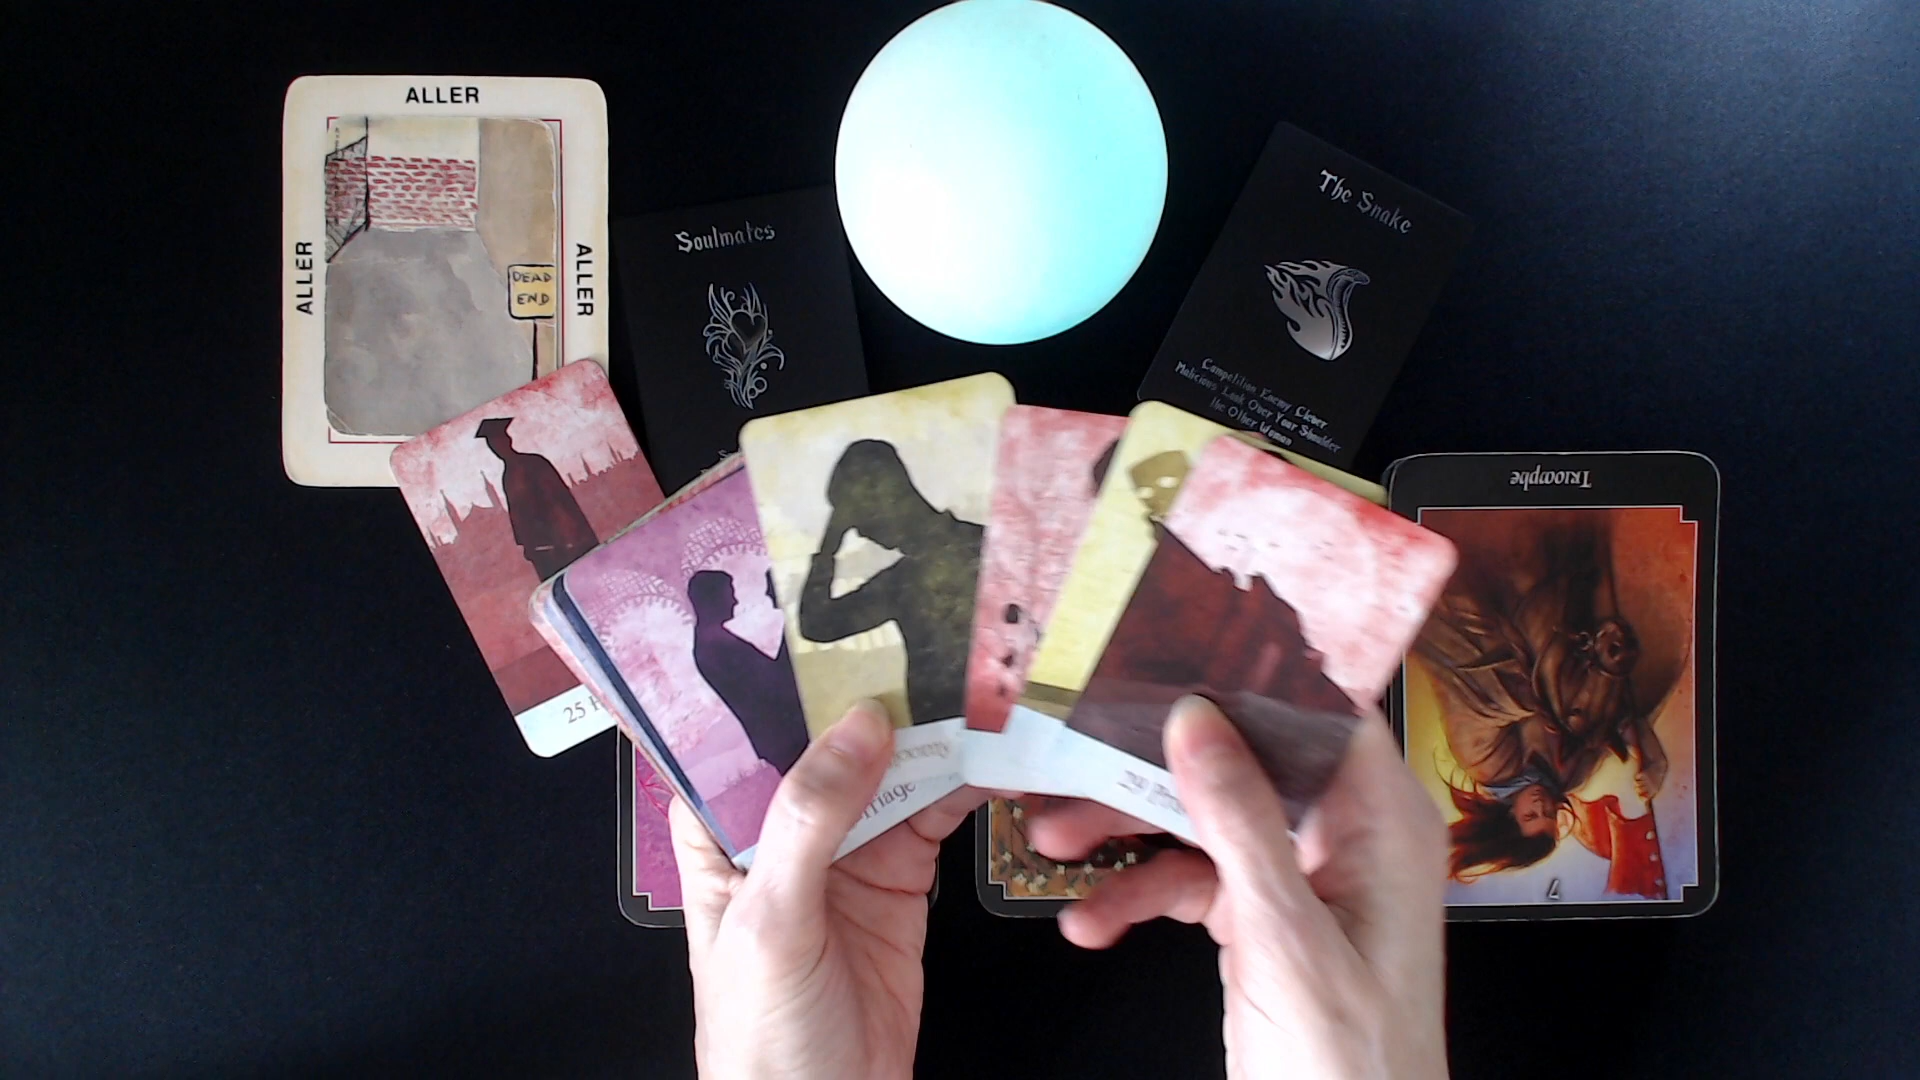 ALLER
ALLER
ALLER
DEAD
END
Soulmates
The Snake
Competition Enemy Clever
Malicious Look Over Your Shoulder
the Other Woman
Triomphe
7
25